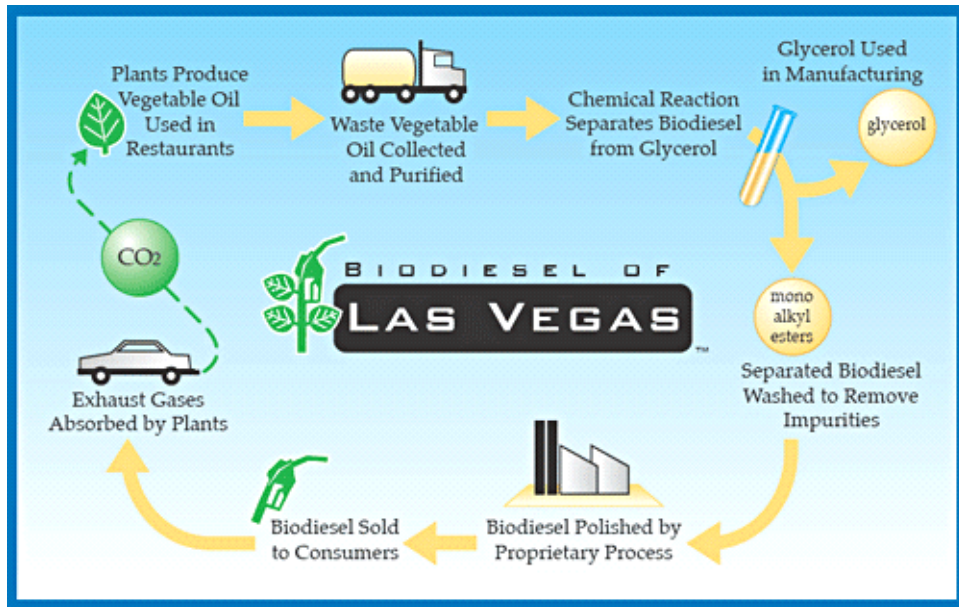 Plants Produce
Vegetable Oil
Used in
Restaurants
Waste Vegetable
Oil Collected
and Purified
Chemical Reaction
Separates Biodiesel
from Glycerol
Glycerol Used
in Manufacturing
glycerol
mono
alkyl
esters
Separated Biodiesel
Washed to Remove
Impurities
Biodiesel Polished by
Proprietary Process
Biodiesel Sold
to Consumers
Exhaust Gases
Absorbed by Plants
CO2
BIODIESEL OF
LAS VEGAS
™